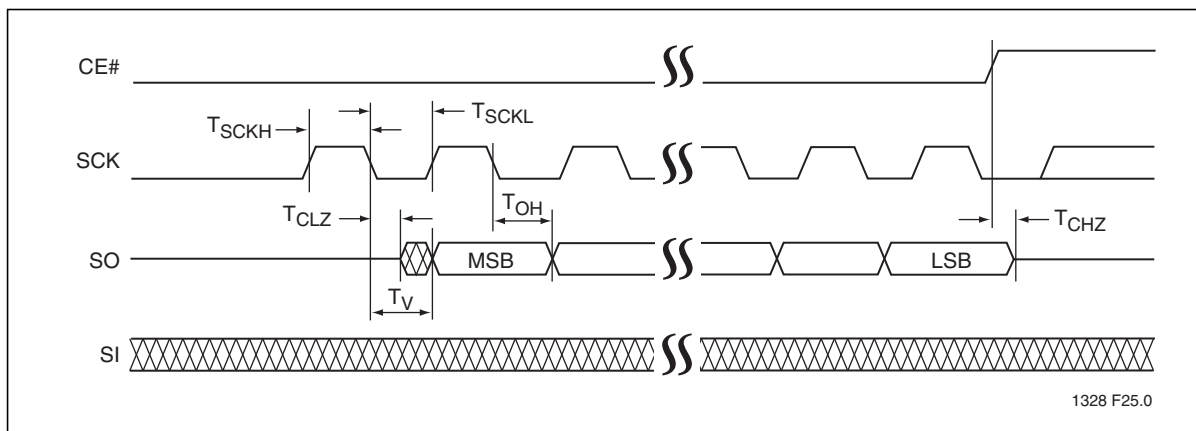 CE#
TSCKH
TSCKL
SCK
TCLZ
TOH
TCHZ
SO
MSB
LSB
TV
SI
1328 F25.0